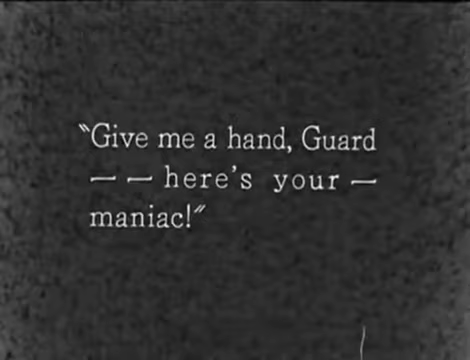 "Give me a hand, Guard
— — here's your —
maniac!"